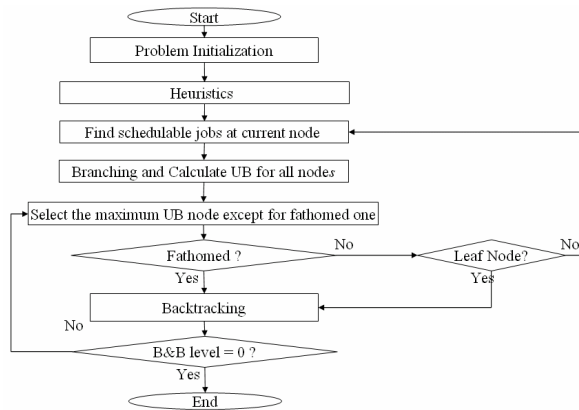 Start
Problem Initialization
Heuristics
Find schedulable jobs at current node
Branching and Calculate UB for all nodes
Select the maximum UB node except for fathomed one
Fathomed ?
No
Leaf Node?
No
Yes
Yes
Backtracking
No
B&B level = 0 ?
Yes
End